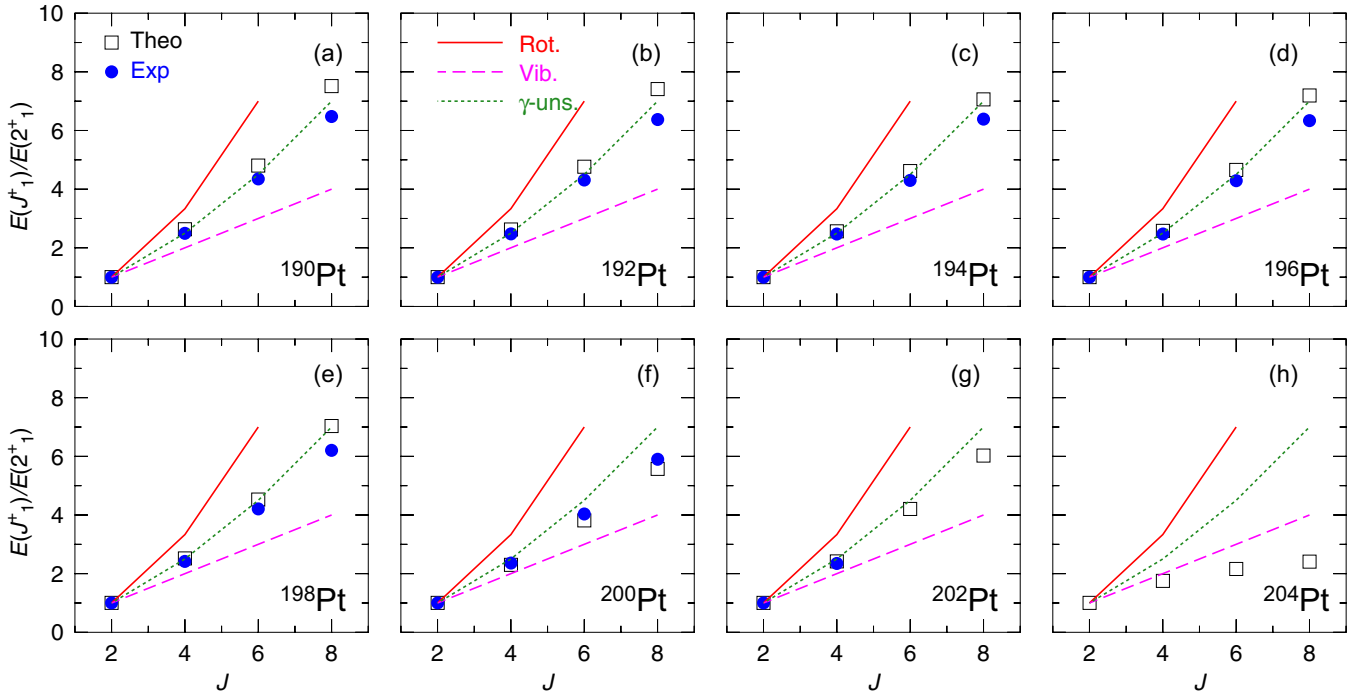 10
8
6
4
2
0
E(J⁺₁)/E(2⁺₁)
Theo
Exp
(a)
¹⁹⁰Pt
Rot.
Vib.
γ-uns.
(b)
¹⁹²Pt
(c)
¹⁹⁴Pt
(d)
¹⁹⁶Pt
10
8
6
4
2
0
E(J⁺₁)/E(2⁺₁)
(e)
¹⁹⁸Pt
(f)
²⁰⁰Pt
(g)
²⁰²Pt
(h)
²⁰⁴Pt
2 4 6 8
2 4 6 8
2 4 6 8
2 4 6 8
J
J
J
J